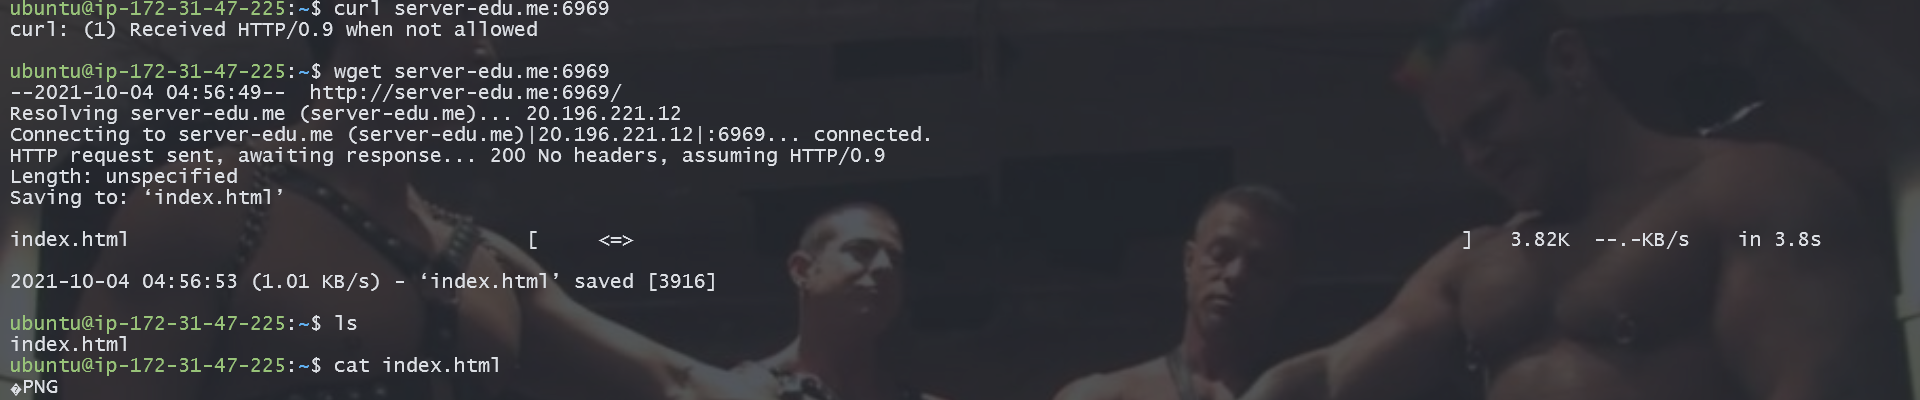 ubuntu@ip-172-31-47-225:~$ curl server-edu.me:6969
curl: (1) Received HTTP/0.9 when not allowed
ubuntu@ip-172-31-47-225:~$ wget server-edu.me:6969
--2021-10-04 04:56:49--  http://server-edu.me:6969/
Resolving server-edu.me (server-edu.me)... 20.196.221.12
Connecting to server-edu.me (server-edu.me)|20.196.221.12|:6969... connected.
HTTP request sent, awaiting response... 200 No headers, assuming HTTP/0.9
Length: unspecified
Saving to: ‘index.html’
index.html                                 [     <=>                                                                     ]   3.82K  --.-KB/s    in 3.8s
2021-10-04 04:56:53 (1.01 KB/s) - ‘index.html’ saved [3916]
ubuntu@ip-172-31-47-225:~$ ls
index.html
ubuntu@ip-172-31-47-225:~$ cat index.html
�PNG